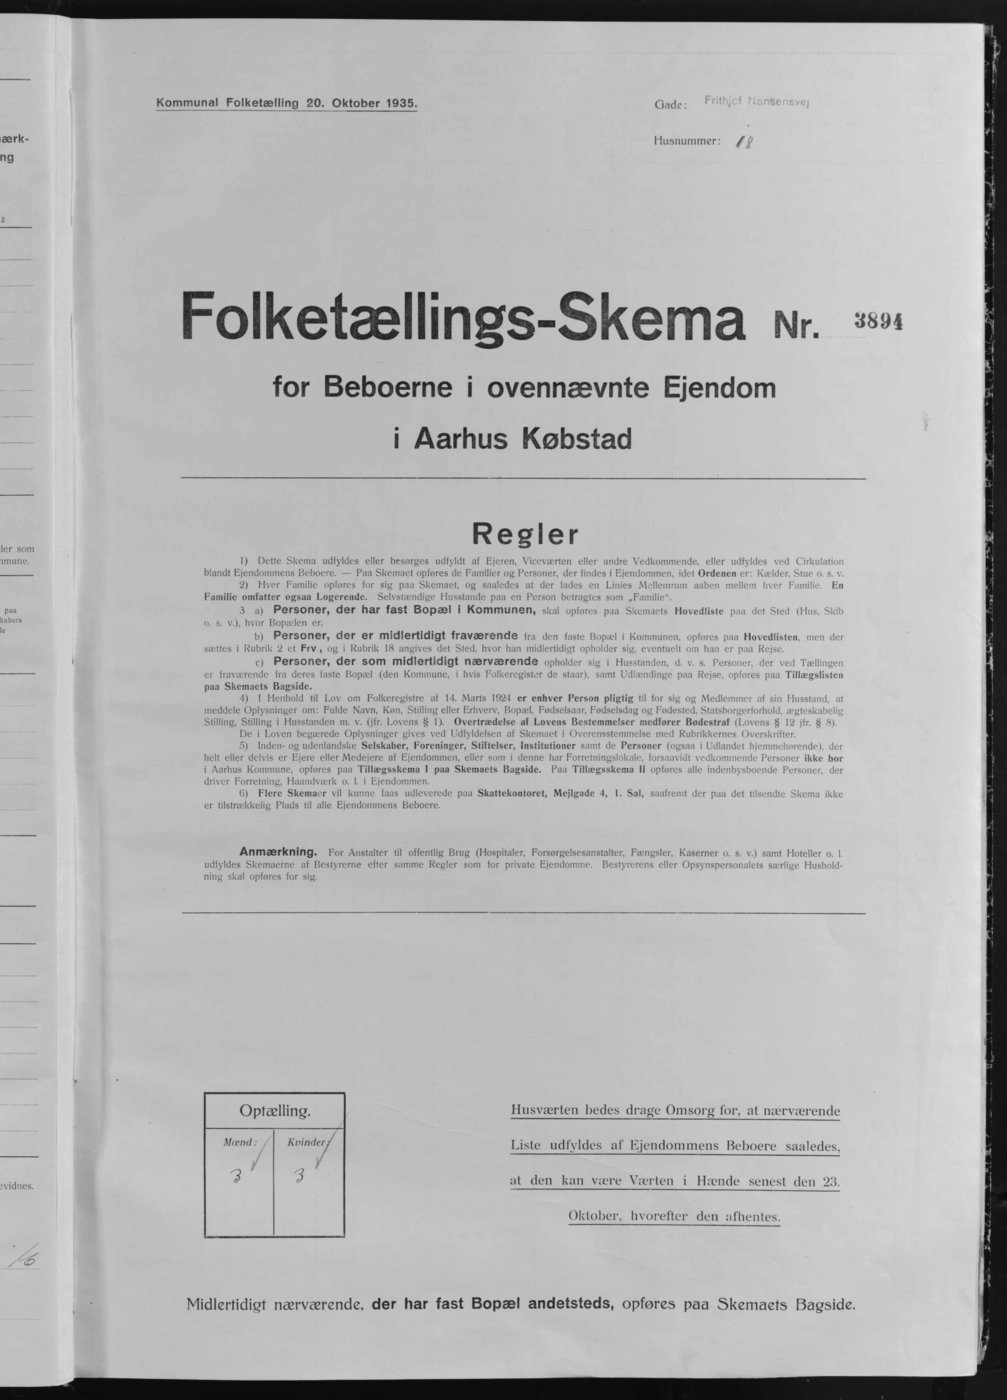 Kommunal Folketælling 20. Oktober 1935.
Gade: Frithjof Nansensvej
Husnummer: 18
Folketællings-Skema Nr. 3894
for Beboerne i ovennævnte Ejendom
i Aarhus Købstad
Regler
1) Dette Skema udfyldes eller besørges udfyldt af Ejeren, Viceværten eller andre Vedkommende, eller udfyldes ved Cirkulation
blandt Ejendommens Beboere. — Paa Skemaet opføres de Familier og Personer, der findes i Ejendommen, idet Ordenen er: Kælder, Stue o. s. v.
2) Hver Familie opføres for sig paa Skemaet, og saaledes at der lades en Linies Mellemrum aaben mellem hver Familie. En
Familie omfatter ogsaa Logerende. Selvstændige Husstande paa en Person betragtes som „Familie“.
3 a) Personer, der har fast Bopæl i Kommunen, skal opføres paa Skemaets Hovedliste paa det Sted (Hus, Skib
o. s. v.), hvor Bopælen er.
b) Personer, der er midlertidigt fraværende fra den faste Bopæl i Kommunen, opføres paa Hovedlisten, men der
sættes i Rubrik 2 et Frv., og i Rubrik 18 angives det Sted, hvor han midlertidigt opholder sig, eventuelt om han er paa Rejse.
c) Personer, der som midlertidigt nærværende opholder sig i Husstanden, d. v. s. Personer, der ved Tællingen
er fraværende fra deres faste Bopæl (den Kommune, i hvis Folkeregister de staar), samt Udlændinge paa Rejse, opføres paa Tillægslisten
paa Skemaets Bagside.
4) I Henhold til Lov om Folkeregistre af 14. Marts 1924 er enhver Person pligtig til for sig og Medlemmer af sin Husstand, at
meddele Oplysninger om: Fulde Navn, Køn, Stilling eller Erhverv, Bopæl, Fødselsaar, Fødselsdag og Fødested, Statsborgerforhold, ægteskabelig
Stilling, Stilling i Husstanden m. v. (jfr. Lovens § 1). Overtrædelse af Lovens Bestemmelser medfører Bødestraf (Lovens § 12 jfr. § 8).
De i Loven begærede Oplysninger gives ved Udfyldelsen af Skemaet i Overensstemmelse med Rubrikkernes Overskrifter.
5) Inden- og udenlandske Selskaber, Foreninger, Stiftelser, Institutioner samt de Personer (ogsaa i Udlandet hjemmehørende), der
helt eller delvis er Ejere eller Medejere af Ejendommen, eller som i denne har Forretningslokale, forsaavidt vedkommende Personer ikke bor
i Aarhus Kommune, opføres paa Tillægsskema I paa Skemaets Bagside. Paa Tillægsskema II opføres alle indenbysboende Personer, der
driver Forretning, Haandværk o. l. i Ejendommen.
6) Flere Skemaer vil kunne faas udleverede paa Skattekontoret, Mejlgade 4, 1. Sal, saafremt der paa det tilsendte Skema ikke
er tilstrækkelig Plads til alle Ejendommens Beboere.
Anmærkning. For Anstalter til offentlig Brug (Hospitaler, Forsørgelsesanstalter, Fængsler, Kaserner o. s. v.) samt Hoteller o. l.
udfyldes Skemaerne af Bestyrerne efter samme Regler som for private Ejendomme. Bestyrerens eller Opsynspersonalets særlige Hushold-
ning skal opføres for sig.
Optælling.
Mænd: Kvinder:
3 3
Husværten bedes drage Omsorg for, at nærværende
Liste udfyldes af Ejendommens Beboere saaledes,
at den kan være Værten i Hænde senest den 23.
Oktober, hvorefter den afhentes.
Midlertidigt nærværende, der har fast Bopæl andetsteds, opføres paa Skemaets Bagside.